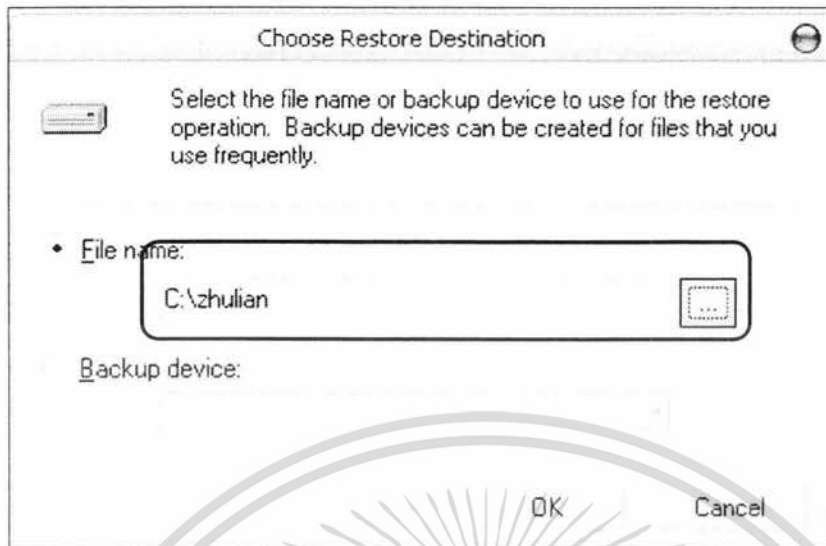 Choose Restore Destination
Select the file name or backup device to use for the restore
operation. Backup devices can be created for files that you
use frequently.
File name:
C:\zhulian
...
Backup device:
OK
Cancel